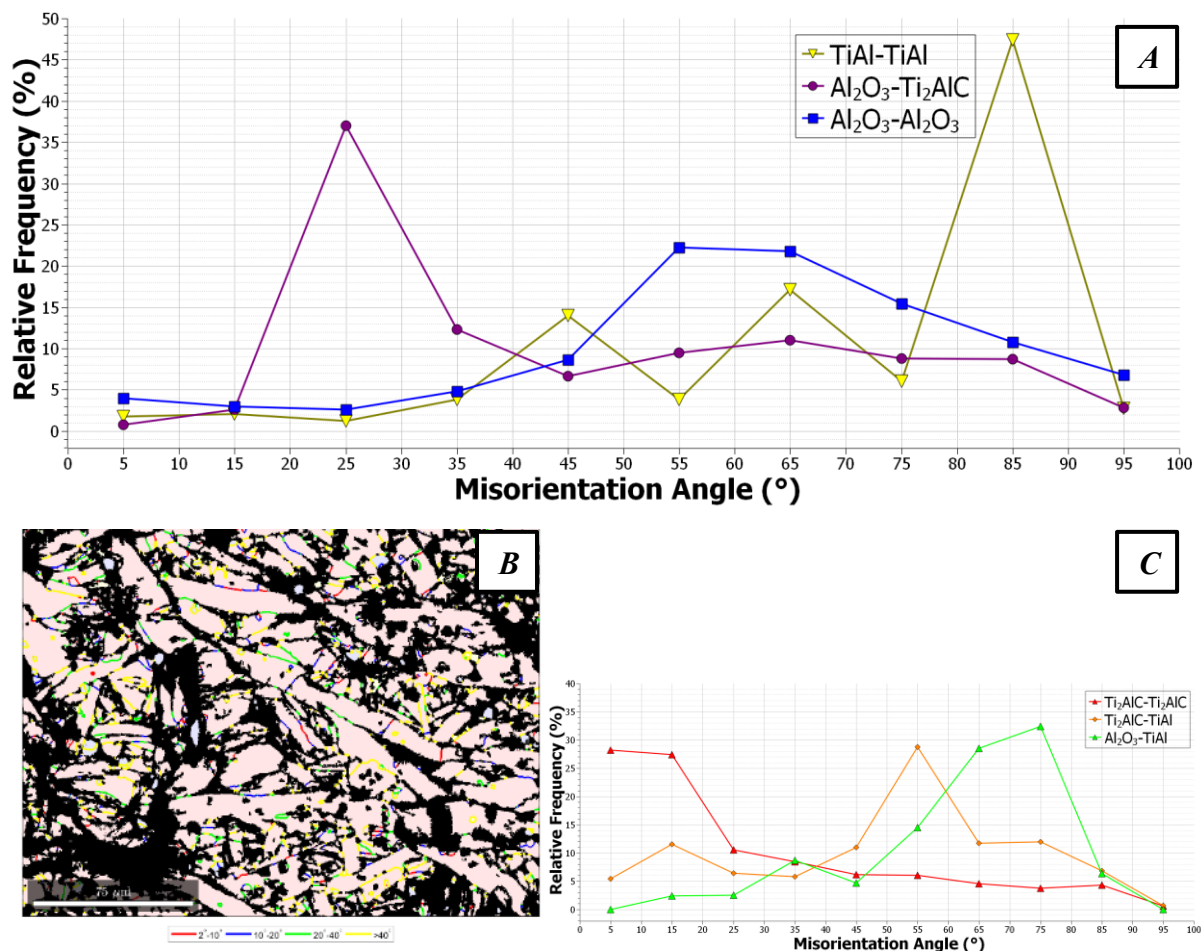 A
50
45
40
35
30
25
20
15
10
5
0
Relative Frequency (%)
TiAl-TiAl
Al₂O₃-Ti₂AlC
Al₂O₃-Al₂O₃
0 5 10 15 20 25 30 35 40 45 50 55 60 65 70 75 80 85 90 95 100
Misorientation Angle (°)
B
75 μm
2°-10° 10°-20° 20°-40° >40°
C
40
35
30
25
20
15
10
5
0
Relative Frequency (%)
Ti₂AlC-Ti₂AlC
Ti₂AlC-TiAl
Al₂O₃-TiAl
0 5 10 15 20 25 30 35 40 45 50 55 60 65 70 75 80 85 90 95 100
Misorientation Angle (°)